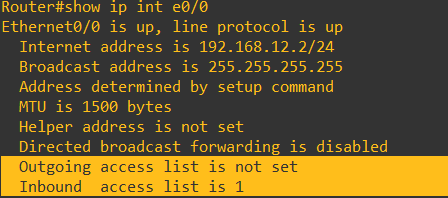 Router#show ip int e0/0
Ethernet0/0 is up, line protocol is up
  Internet address is 192.168.12.2/24
  Broadcast address is 255.255.255.255
  Address determined by setup command
  MTU is 1500 bytes
  Helper address is not set
  Directed broadcast forwarding is disabled
  Outgoing access list is not set
  Inbound  access list is 1